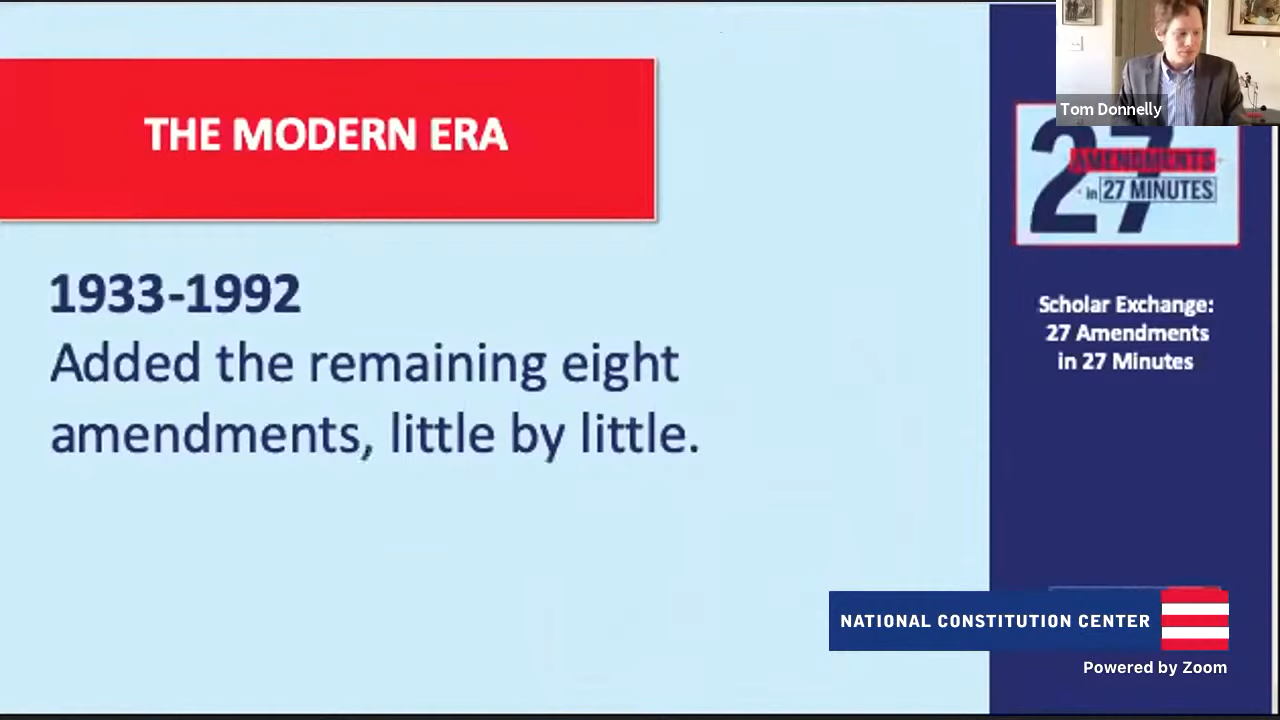 THE MODERN ERA
1933-1992
Added the remaining eight
amendments, little by little.
Tom Donnelly
27
AMENDMENTS
in 27 MINUTES
Scholar Exchange:
27 Amendments
in 27 Minutes
NATIONAL CONSTITUTION CENTER
Powered by Zoom